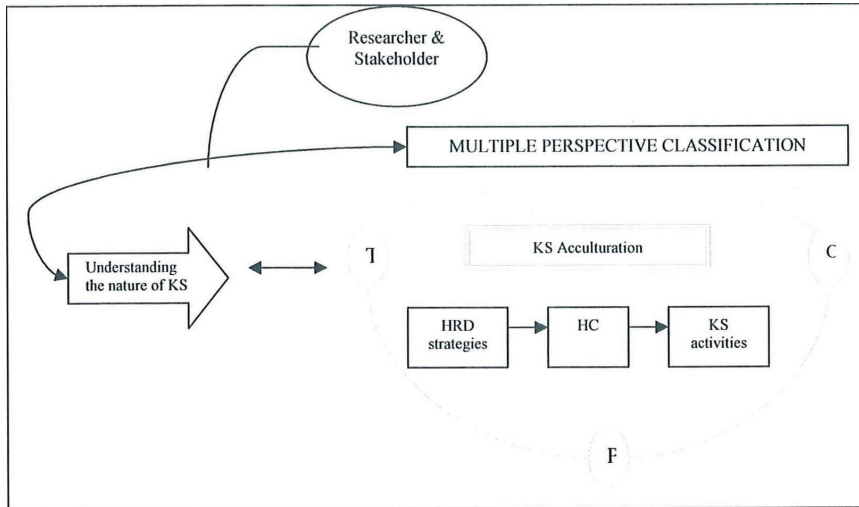 Researcher &
Stakeholder
MULTIPLE PERSPECTIVE CLASSIFICATION
Understanding
the nature of KS
KS Acculturation
HRD
strategies
HC
KS
activities